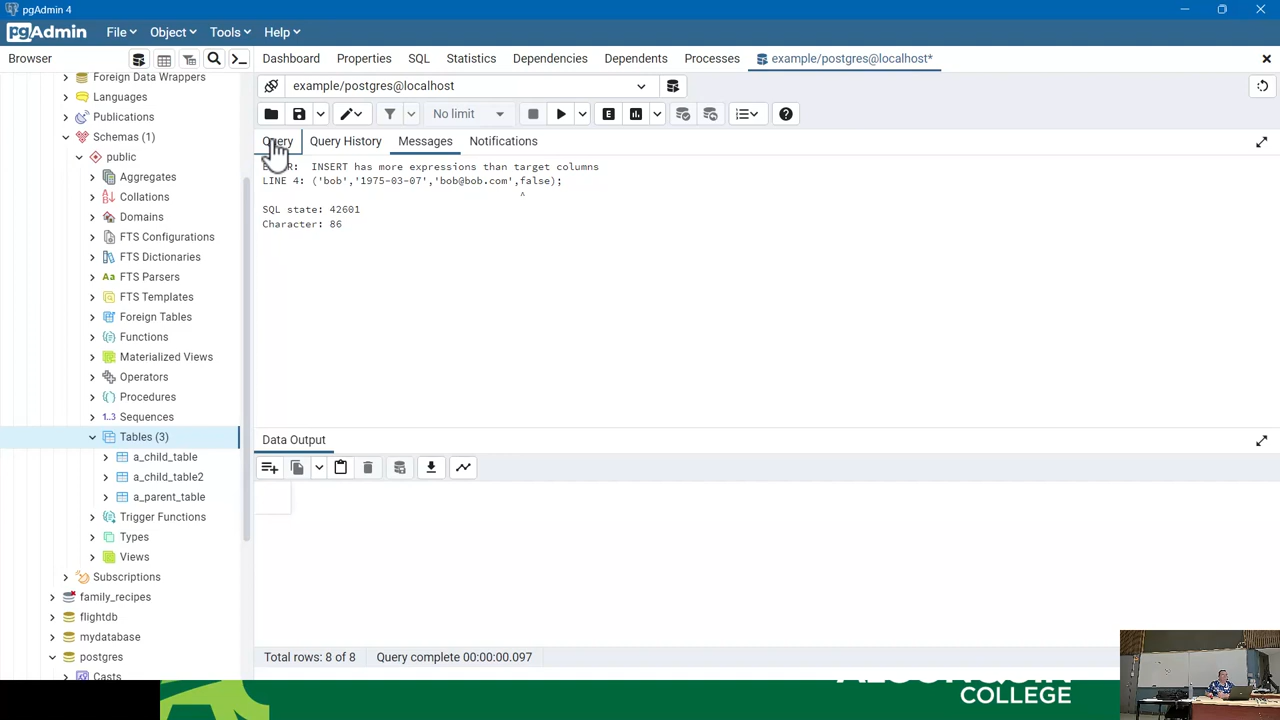 pgAdmin 4
pgAdmin File Object Tools Help
Browser Dashboard Properties SQL Statistics Dependencies Dependents Processes example/postgres@localhost*
Foreign Data Wrappers
Languages
Publications
Schemas (1)
public
Aggregates
Collations
Domains
FTS Configurations
FTS Dictionaries
FTS Parsers
FTS Templates
Foreign Tables
Functions
Materialized Views
Operators
Procedures
Sequences
Tables (3)
a_child_table
a_child_table2
a_parent_table
Trigger Functions
Types
Views
Subscriptions
family_recipes
flightdb
mydatabase
postgres
Casts
example/postgres@localhost
No limit
Query Query History Messages Notifications
INSERT has more expressions than target columns
LINE 4: ('bob','1975-03-07','bob@bob.com',false);
^
SQL state: 42601
Character: 86
Data Output
Total rows: 8 of 8 Query complete 00:00:00.097
ALGONQUIN
COLLEGE